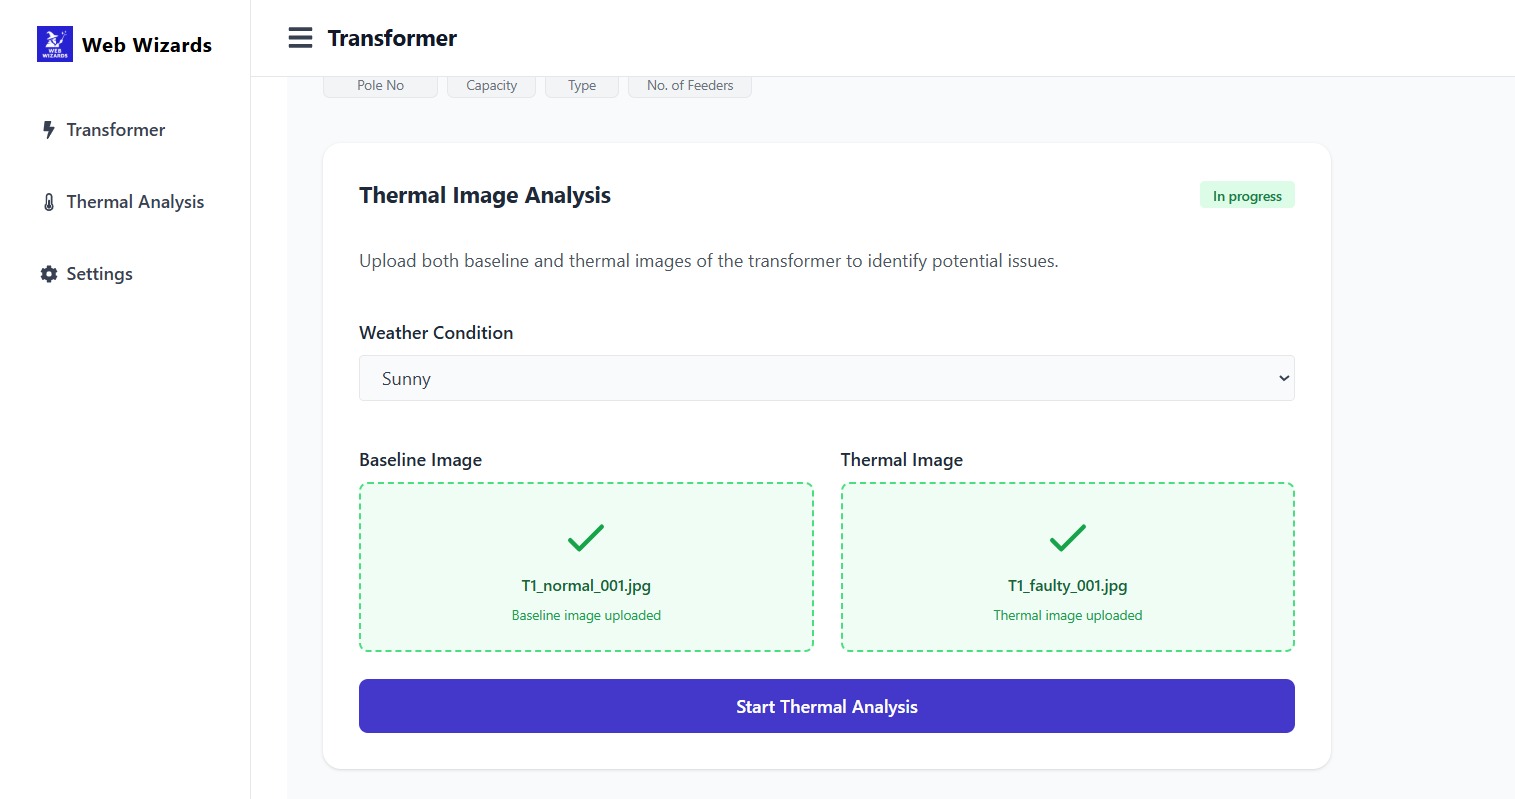 WEB
WIZARDS
Web Wizards
Transformer
Transformer
Thermal Analysis
Settings
Pole No
Capacity
Type
No. of Feeders
Thermal Image Analysis
In progress
Upload both baseline and thermal images of the transformer to identify potential issues.
Weather Condition
Sunny
Baseline Image
Thermal Image
T1_normal_001.jpg
Baseline image uploaded
T1_faulty_001.jpg
Thermal image uploaded
Start Thermal Analysis